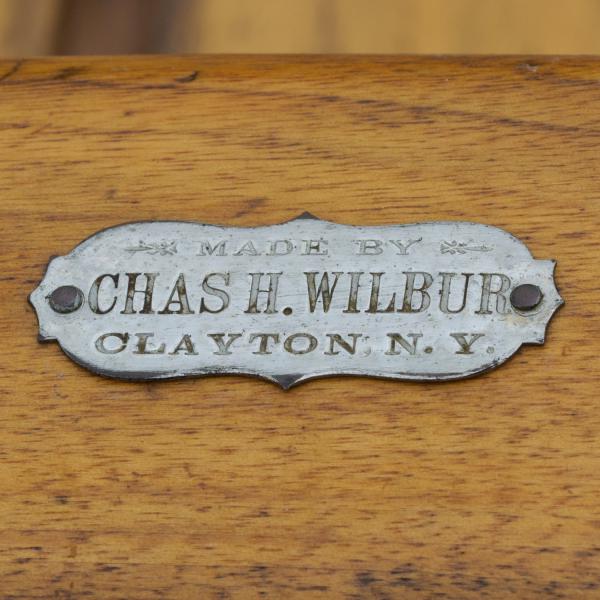 MADE BY
CHAS H. WILBUR
CLAYTON, N. Y.